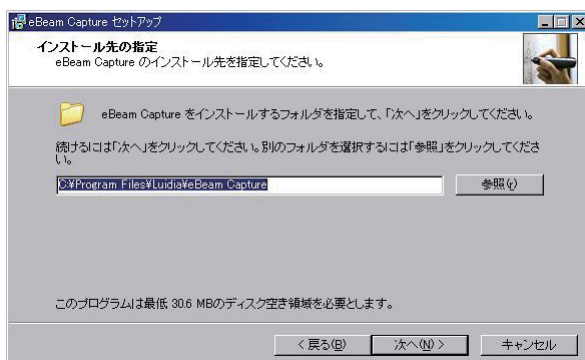 eBeam Capture セットアップ
インストール先の指定
eBeam Capture のインストール先を指定してください。
eBeam Capture をインストールするフォルダを指定して、「次へ」をクリックしてください。
続けるには「次へ」をクリックしてください。別のフォルダを選択するには「参照」をクリックしてくださ
い。
C:¥Program Files¥Luidia¥eBeam Capture
参照(r)
このプログラムは最低 30.6 MBのディスク空き領域を必要とします。
< 戻る(B) 次へ(N) > キャンセル